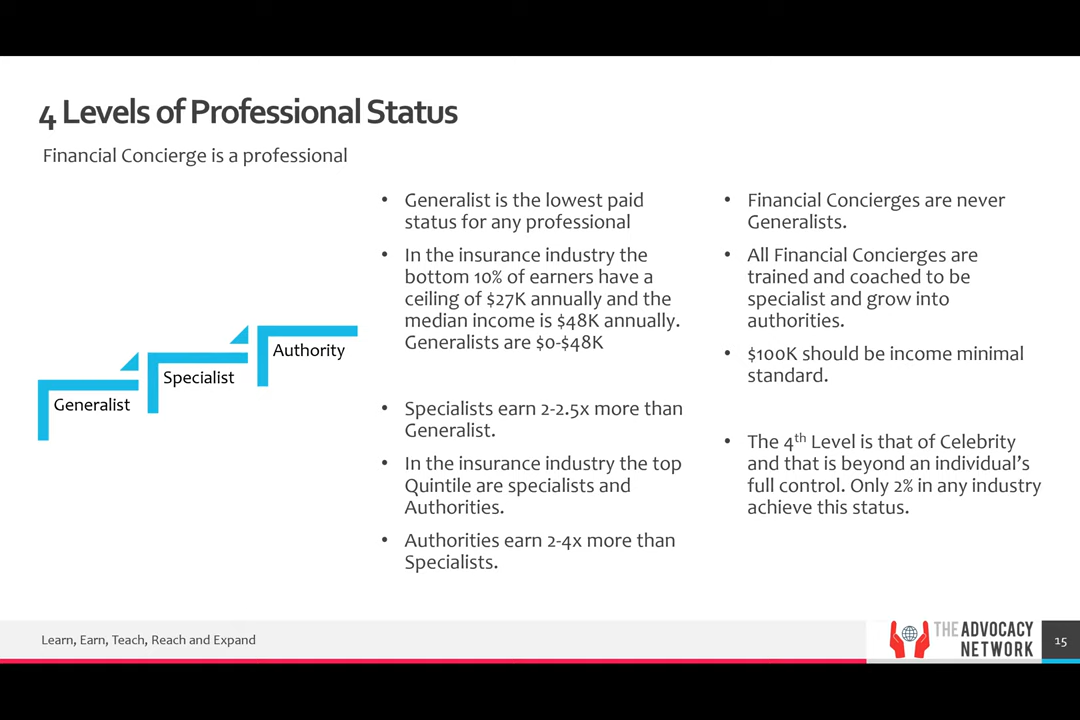 4 Levels of Professional Status
Financial Concierge is a professional
Generalist
Specialist
Authority
• Generalist is the lowest paid
status for any professional
• In the insurance industry the
bottom 10% of earners have a
ceiling of $27K annually and the
median income is $48K annually.
Generalists are $0-$48K
• Specialists earn 2-2.5x more than
Generalist.
• In the insurance industry the top
Quintile are specialists and
Authorities.
• Authorities earn 2-4x more than
Specialists.
• Financial Concierges are never
Generalists.
• All Financial Concierges are
trained and coached to be
specialist and grow into
authorities.
• $100K should be income minimal
standard.
• The 4th Level is that of Celebrity
and that is beyond an individual's
full control. Only 2% in any industry
achieve this status.
Learn, Earn, Teach, Reach and Expand
THE ADVOCACY
NETWORK
15